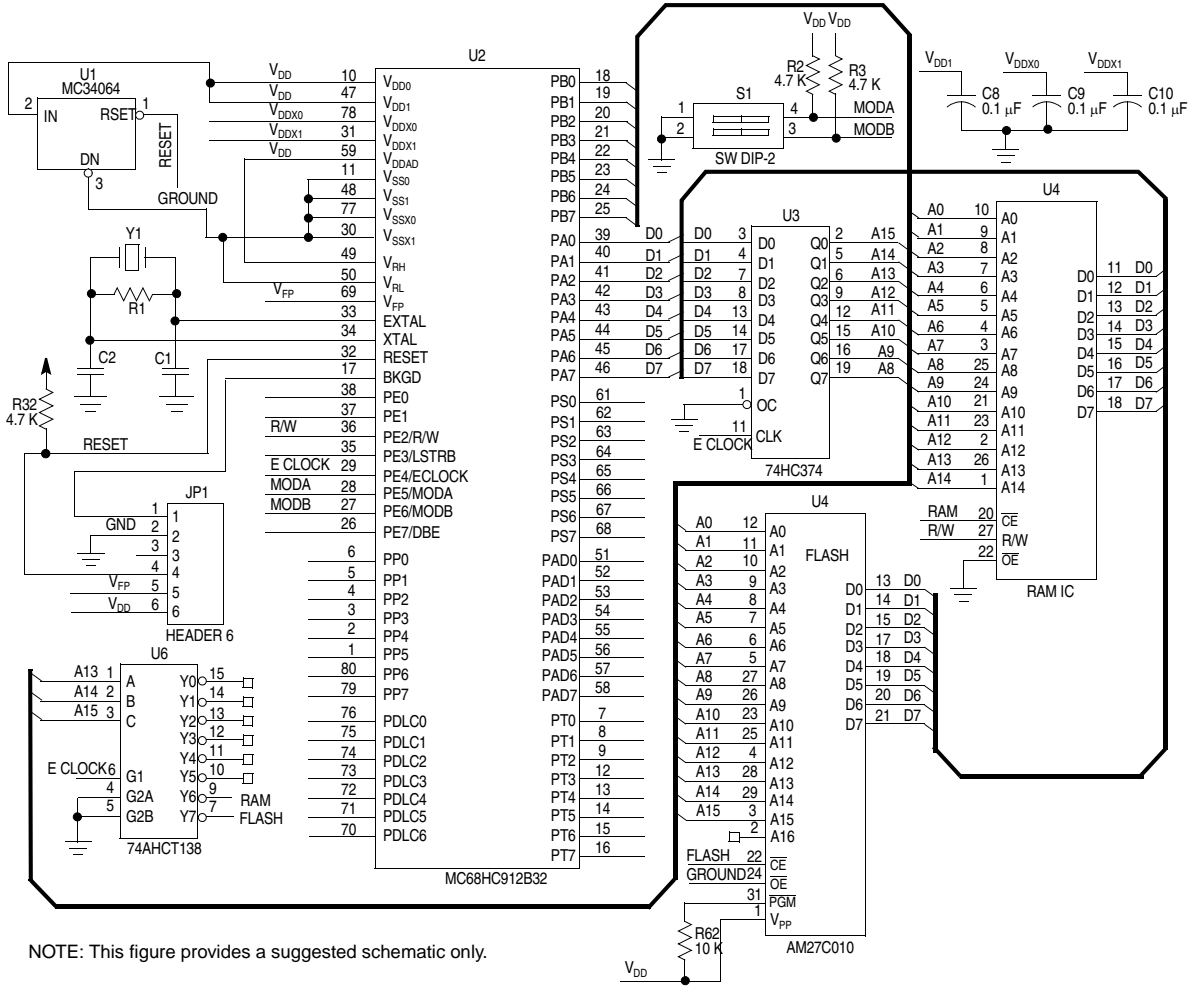 U1
MC34064
2
IN
RSET
1
DN
3
RESET
GROUND
Y1
R1
C2
C1
R32
4.7 K
RESET
JP1
1 1
GND 2 2
3 3
4 4
VFP 5 5
VDD 6 6
HEADER 6
U6
A13 1 A
A14 2 B
A15 3 C
E CLOCK 6 G1
4 G2A
5 G2B
Y0 15
Y1 14
Y2 13
Y3 12
Y4 11
Y5 10
Y6 9 RAM
Y7 7 FLASH
74AHCT138
U2
VDD 10 VDD0
VDD 47 VDD1
VDDX0 78 VDDX0
VDDX1 31 VDDX1
VDD 59 VDDAD
11 VSS0
48 VSS1
77 VSSX0
30 VSSX1
49 VRH
50 VRL
VFP 69 VFP
33 EXTAL
34 XTAL
32 RESET
17 BKGD
38 PE0
37 PE1
R/W 36 PE2/R/W
35 PE3/LSTRB
E CLOCK 29 PE4/ECLOCK
MODA 28 PE5/MODA
MODB 27 PE6/MODB
26 PE7/DBE
6 PP0
5 PP1
4 PP2
3 PP3
2 PP4
1 PP5
80 PP6
79 PP7
76 PDLC0
75 PDLC1
74 PDLC2
73 PDLC3
72 PDLC4
71 PDLC5
70 PDLC6
PB0 18
PB1 19
PB2 20
PB3 21
PB4 22
PB5 23
PB6 24
PB7 25
PA0 39 D0
PA1 40 D1
PA2 41 D2
PA3 42 D3
PA4 43 D4
PA5 44 D5
PA6 45 D6
PA7 46 D7
PS0 61
PS1 62
PS2 63
PS3 64
PS4 65
PS5 66
PS6 67
PS7 68
PAD0 51
PAD1 52
PAD2 53
PAD3 54
PAD4 55
PAD5 56
PAD6 57
PAD7 58
PT0 7
PT1 8
PT2 9
PT3 12
PT4 13
PT5 14
PT6 15
PT7 16
MC68HC912B32
VDD VDD
R2
4.7 K
R3
4.7 K
S1
1 4 MODA
2 3 MODB
SW DIP-2
VDD1 VDDX0 VDDX1
C8
0.1 µF
C9
0.1 µF
C10
0.1 µF
U3
D0 3 D0 Q0 2 A15
D1 4 D1 Q1 5 A14
D2 7 D2 Q2 6 A13
D3 8 D3 Q3 9 A12
D4 13 D4 Q4 12 A11
D5 14 D5 Q5 15 A10
D6 17 D6 Q6 16 A9
D7 18 D7 Q7 19 A8
1 OC
11 CLK
E CLOCK
74HC374
U4
A0 10 A0
A1 9 A1
A2 8 A2
A3 7 A3
A4 6 A4
A5 5 A5
A6 4 A6
A7 3 A7
A8 25 A8
A9 24 A9
A10 21 A10
A11 23 A11
A12 2 A12
A13 26 A13
A14 1 A14
RAM 20 CE
R/W 27 R/W
22 OE
D0 11 D0
D1 12 D1
D2 13 D2
D3 14 D3
D4 15 D4
D5 16 D5
D6 17 D6
D7 18 D7
RAM IC
U4
FLASH
A0 12 A0
A1 11 A1
A2 10 A2
A3 9 A3
A4 8 A4
A5 7 A5
A6 6 A6
A7 5 A7
A8 27 A8
A9 26 A9
A10 23 A10
A11 25 A11
A12 4 A12
A13 28 A13
A14 29 A14
A15 3 A15
2 A16
FLASH 22 CE
GROUND 24 OE
31 PGM
1 VPP
D0 13 D0
D1 14 D1
D2 15 D2
D3 17 D3
D4 18 D4
D5 19 D5
D6 20 D6
D7 21 D7
R62
10 K
VDD
AM27C010
NOTE: This figure provides a suggested schematic only.